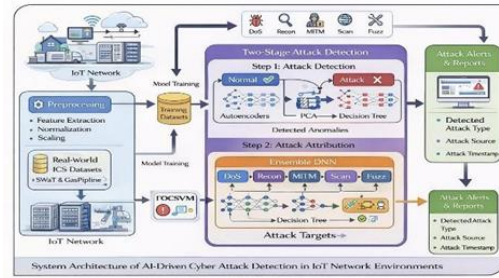 DoS Recon MITM Scan Fuzz
IoT Network
Model Training
Preprocessing
• Feature Extraction
• Normalization
• Scaling
Real-World
ICS Datasets
• SWaT & GasPipline
IoT Network
Training
Datasets
Model Training
Two-Stage Attack Detection
Step 1: Attack Detection
Normal
Attack
Autoencoders
PCA
Decision Tree
Detected Anomalies
Step 2: Attack Attribution
Ensemble DNN
DoS Recon MITM Scan Fuzz
Decision Tree
Attack Targets
Attack Alerts
& Reports
• Detected
Attack Type
• Attack Source
• Attack Timestamp
Attack Alerts
& Reports
• Detected Attack
Type
• Attack Source
• Attack Timestamp
System Architecture of AI-Driven Cyber Attack Detection in IoT Network Environments